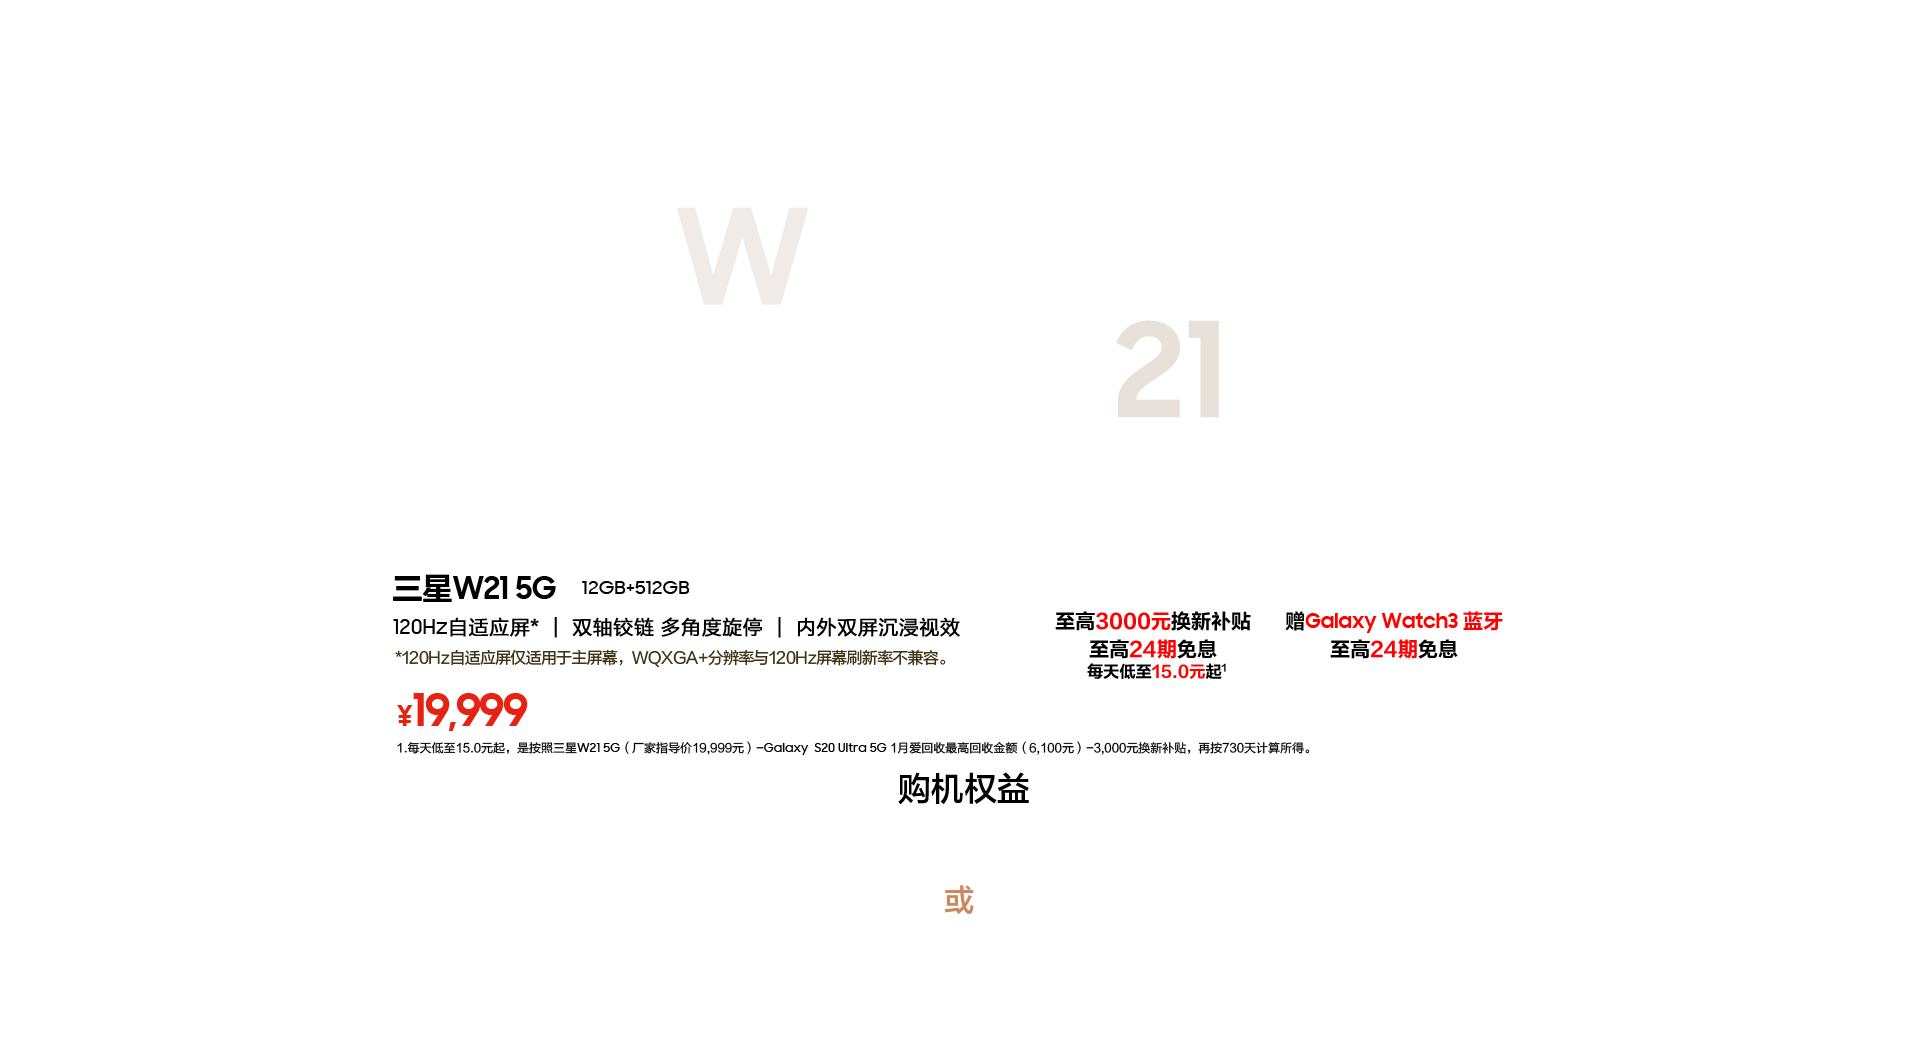 W
21
三星W21 5G 12GB+512GB
120Hz自适应屏* | 双轴铰链 多角度旋停 | 内外双屏沉浸视效
*120Hz自适应屏仅适用于主屏幕，WQXGA+分辨率与120Hz屏幕刷新率不兼容。
¥19,999
至高3000元换新补贴
至高24期免息
每天低至15.0元起1
赠Galaxy Watch3 蓝牙
至高24期免息
1.每天低至15.0元起，是按照三星W21 5G（厂家指导价19,999元）-Galaxy S20 Ultra 5G 1月爱回收最高回收金额（6,100元）-3,000元换新补贴，再按730天计算所得。
购机权益
或